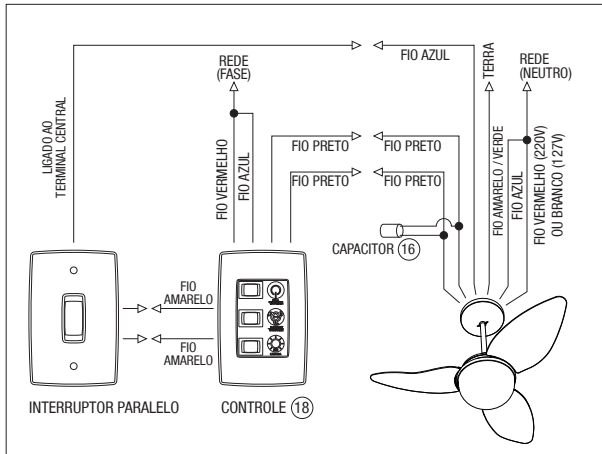 FIO AZUL
REDE
(FASE)
TERRA
REDE
(NEUTRO)
LIGADO AO
TERMINAL CENTRAL
FIO VERMELHO
FIO AZUL
FIO PRETO
FIO PRETO
FIO PRETO
FIO PRETO
FIO AMARELO / VERDE
FIO AZUL
FIO VERMELHO (220V)
OU BRANCO (127V)
CAPACITOR 16
FIO
AMARELO
FIO
AMARELO
INTERRUPTOR PARALELO
CONTROLE 18